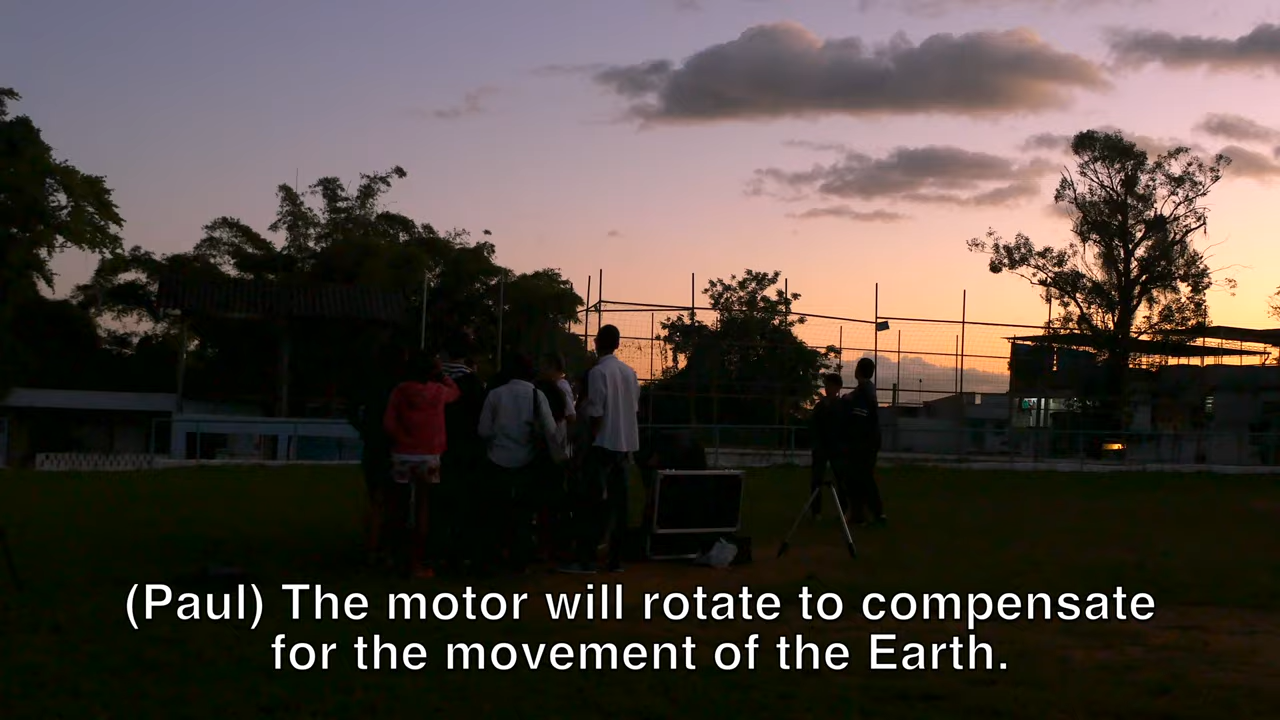 (Paul) The motor will rotate to compensate
for the movement of the Earth.